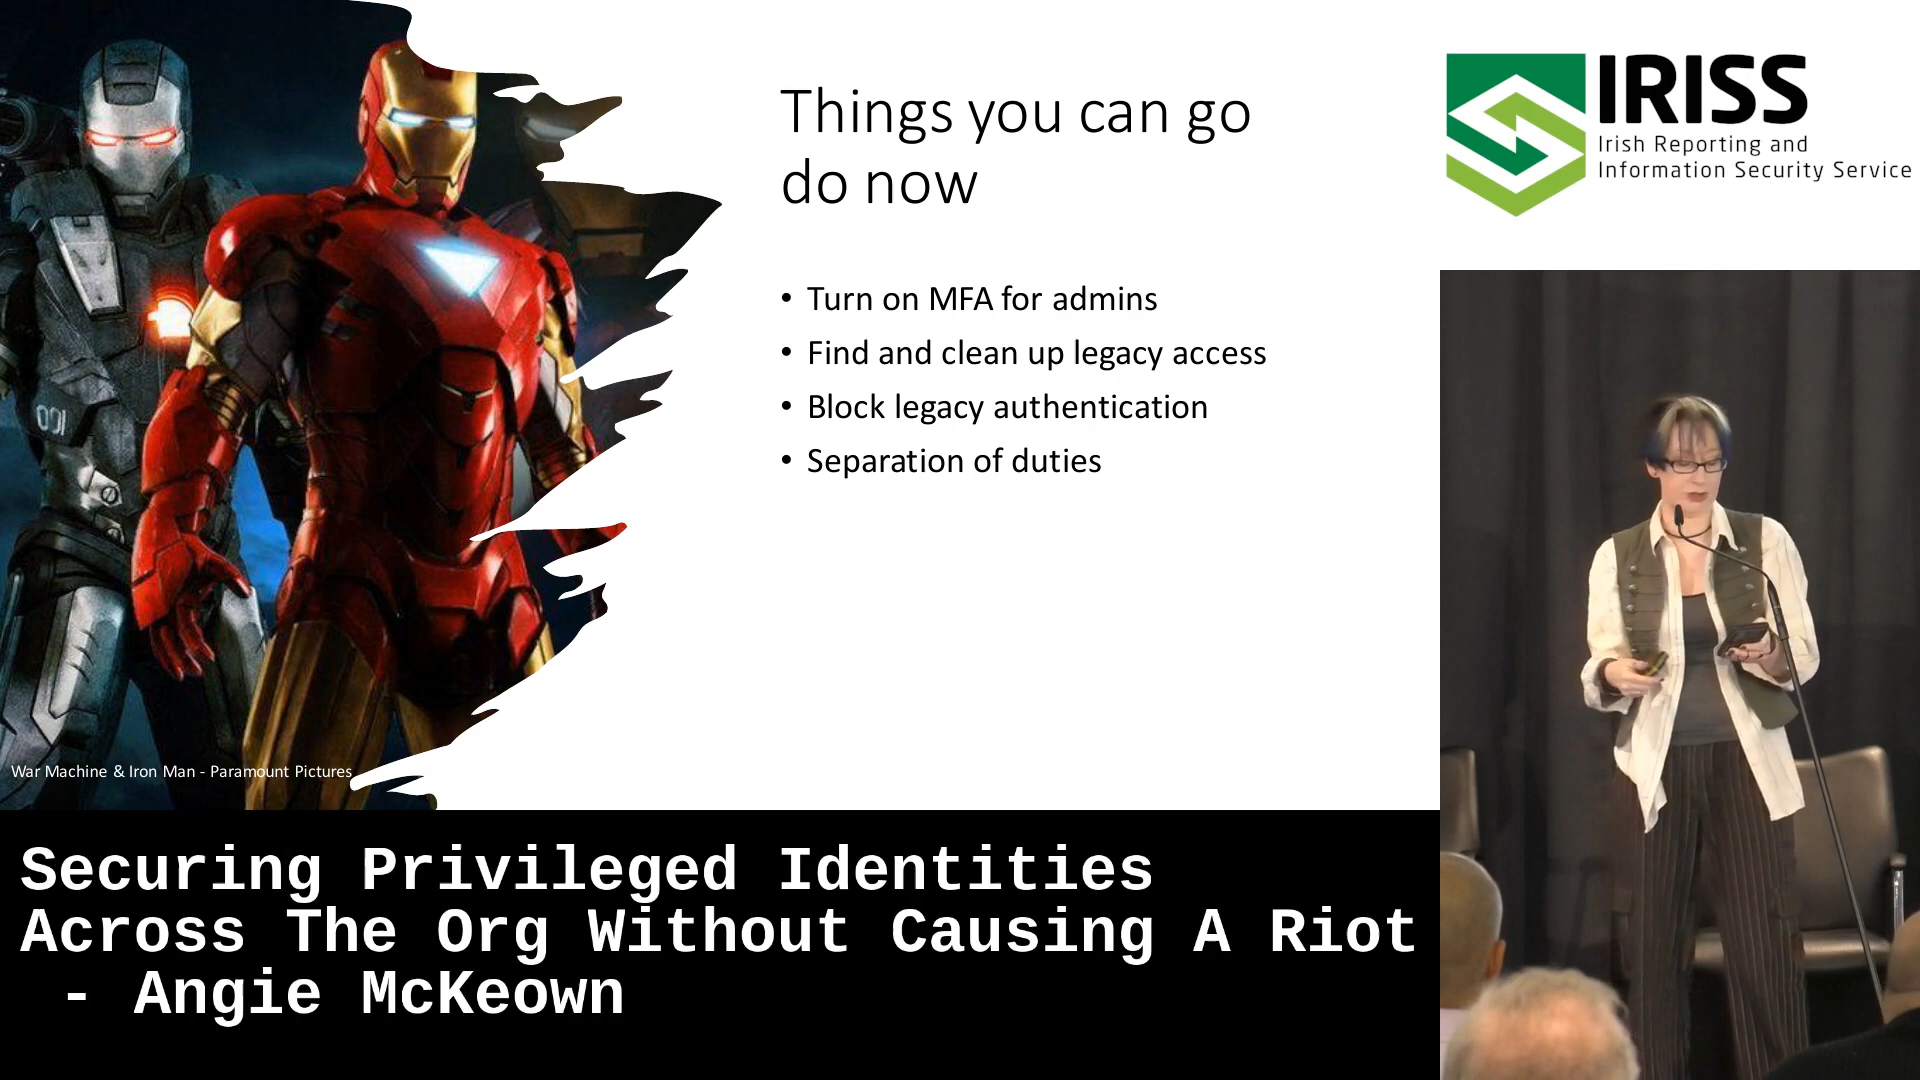 Things you can go
do now
• Turn on MFA for admins
• Find and clean up legacy access
• Block legacy authentication
• Separation of duties
001
War Machine & Iron Man - Paramount Pictures
IRISS
Irish Reporting and
Information Security Service
Securing Privileged Identities
Across The Org Without Causing A Riot
- Angie McKeown